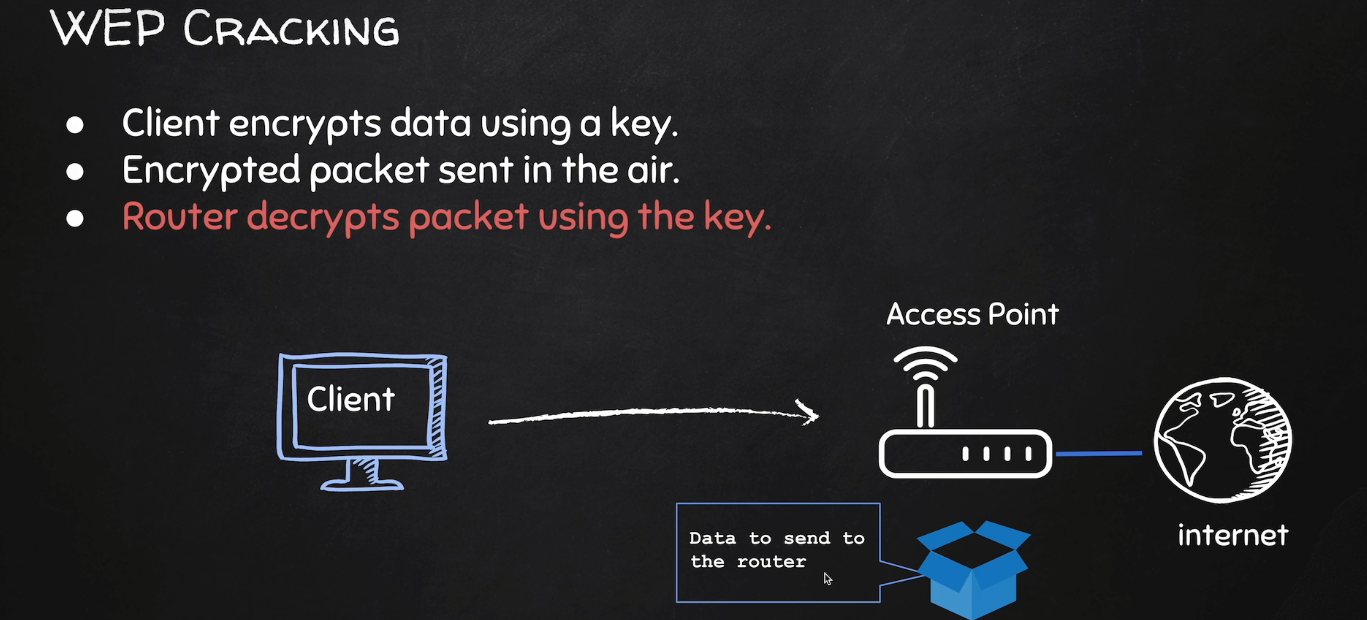 WEP Cracking
Client encrypts data using a key.
Encrypted packet sent in the air.
Router decrypts packet using the key.
Access Point
Client
Data to send to
the router
internet